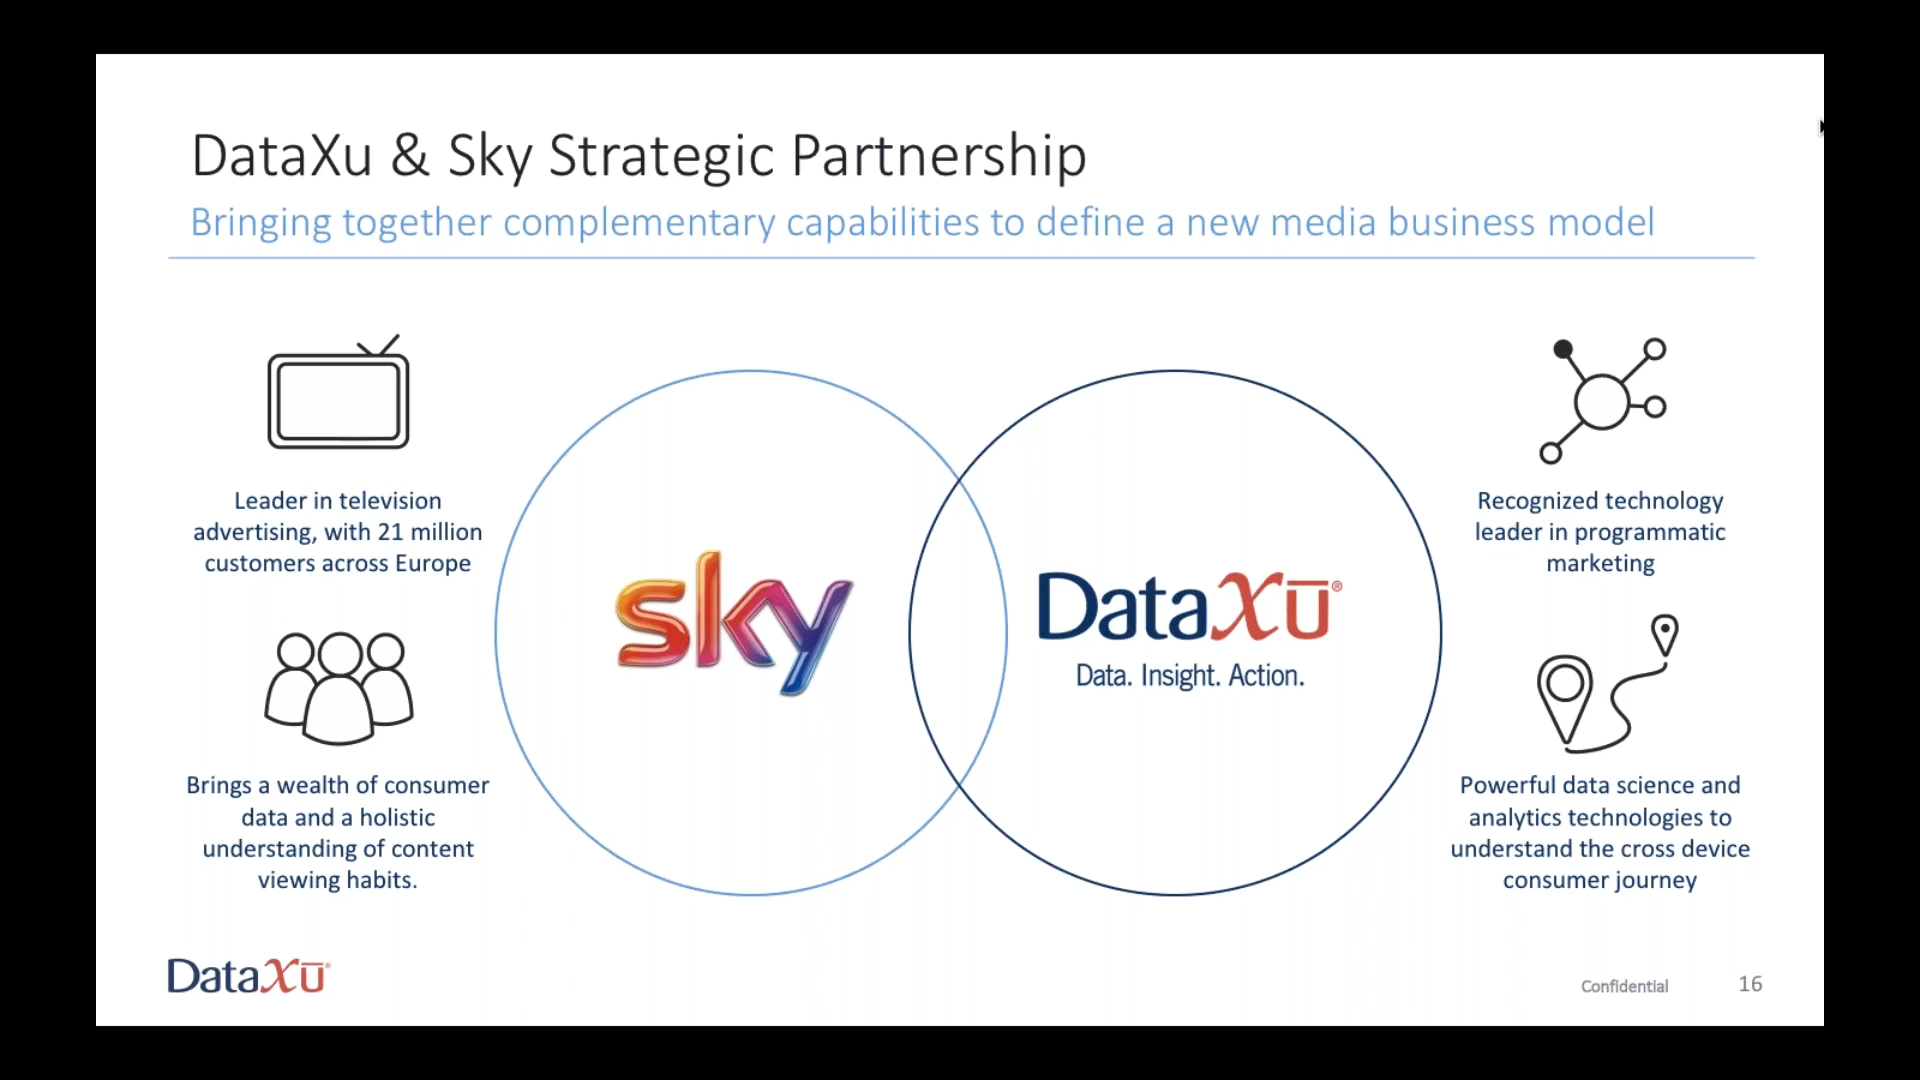 DataXu & Sky Strategic Partnership
Bringing together complementary capabilities to define a new media business model
Leader in television
advertising, with 21 million
customers across Europe
Brings a wealth of consumer
data and a holistic
understanding of content
viewing habits.
sky
DataXū®
Data. Insight. Action.
Recognized technology
leader in programmatic
marketing
Powerful data science and
analytics technologies to
understand the cross device
consumer journey
DataXū®
Confidential
16